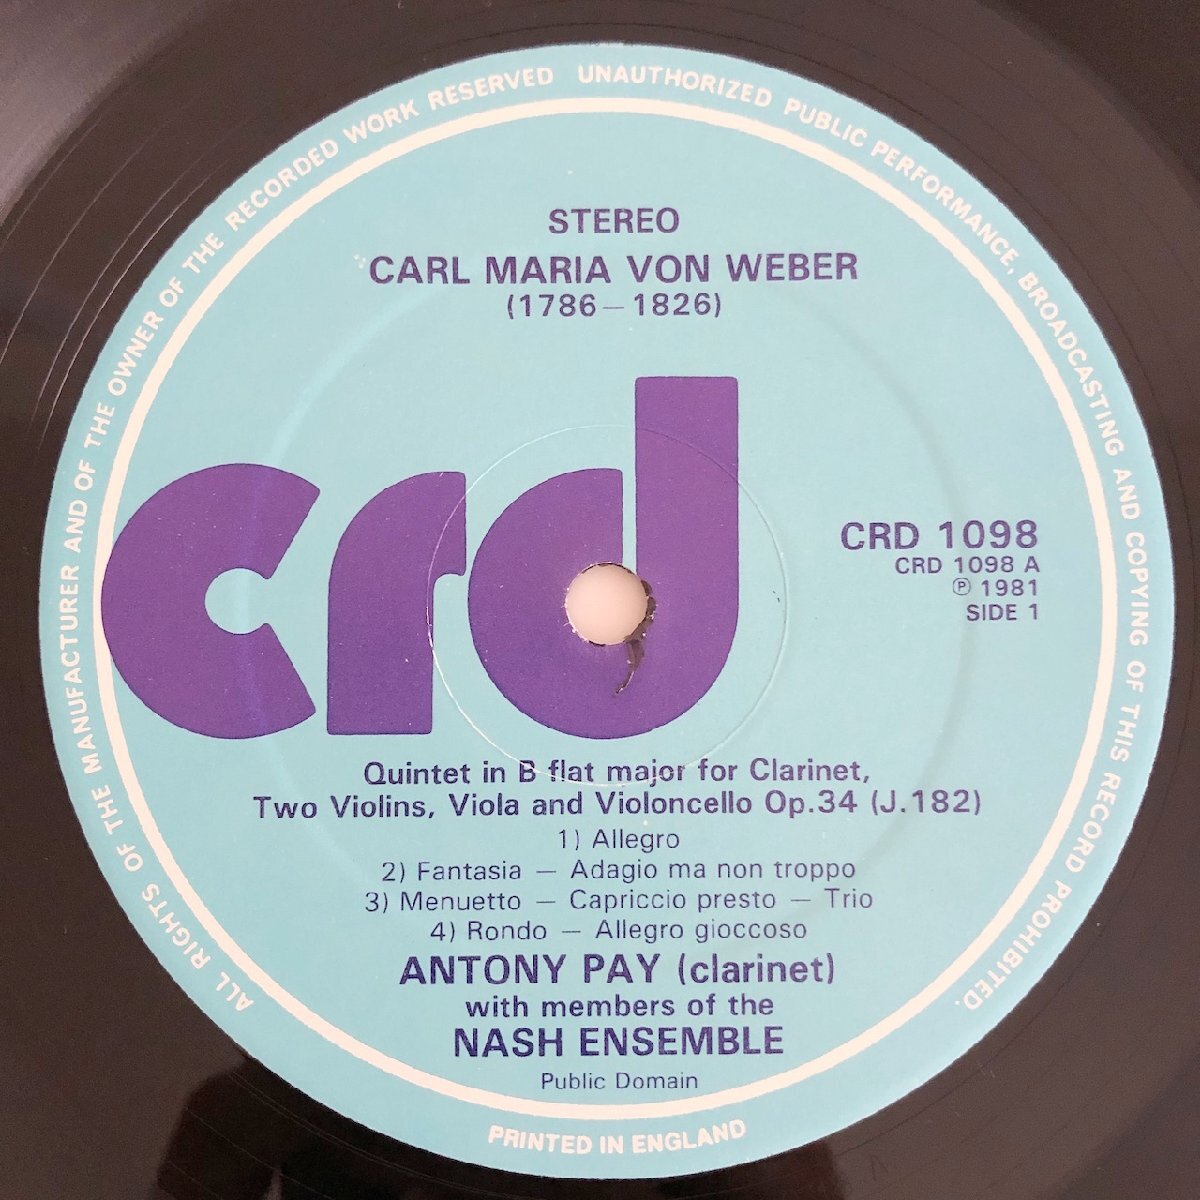 ALL RIGHTS OF THE MANUFACTURER AND OF THE OWNER OF THE RECORDED WORK RESERVED UNAUTHORIZED PUBLIC PERFORMANCE, BROADCASTING AND COPYING OF THIS RECORD PROHIBITED.
STEREO
CARL MARIA VON WEBER
(1786–1826)
crd
CRD 1098
CRD 1098 A
℗ 1981
SIDE 1
Quintet in B flat major for Clarinet,
Two Violins, Viola and Violoncello Op.34 (J.182)
1) Allegro
2) Fantasia — Adagio ma non troppo
3) Menuetto — Capriccio presto — Trio
4) Rondo — Allegro gioccoso
ANTONY PAY (clarinet)
with members of the
NASH ENSEMBLE
Public Domain
PRINTED IN ENGLAND